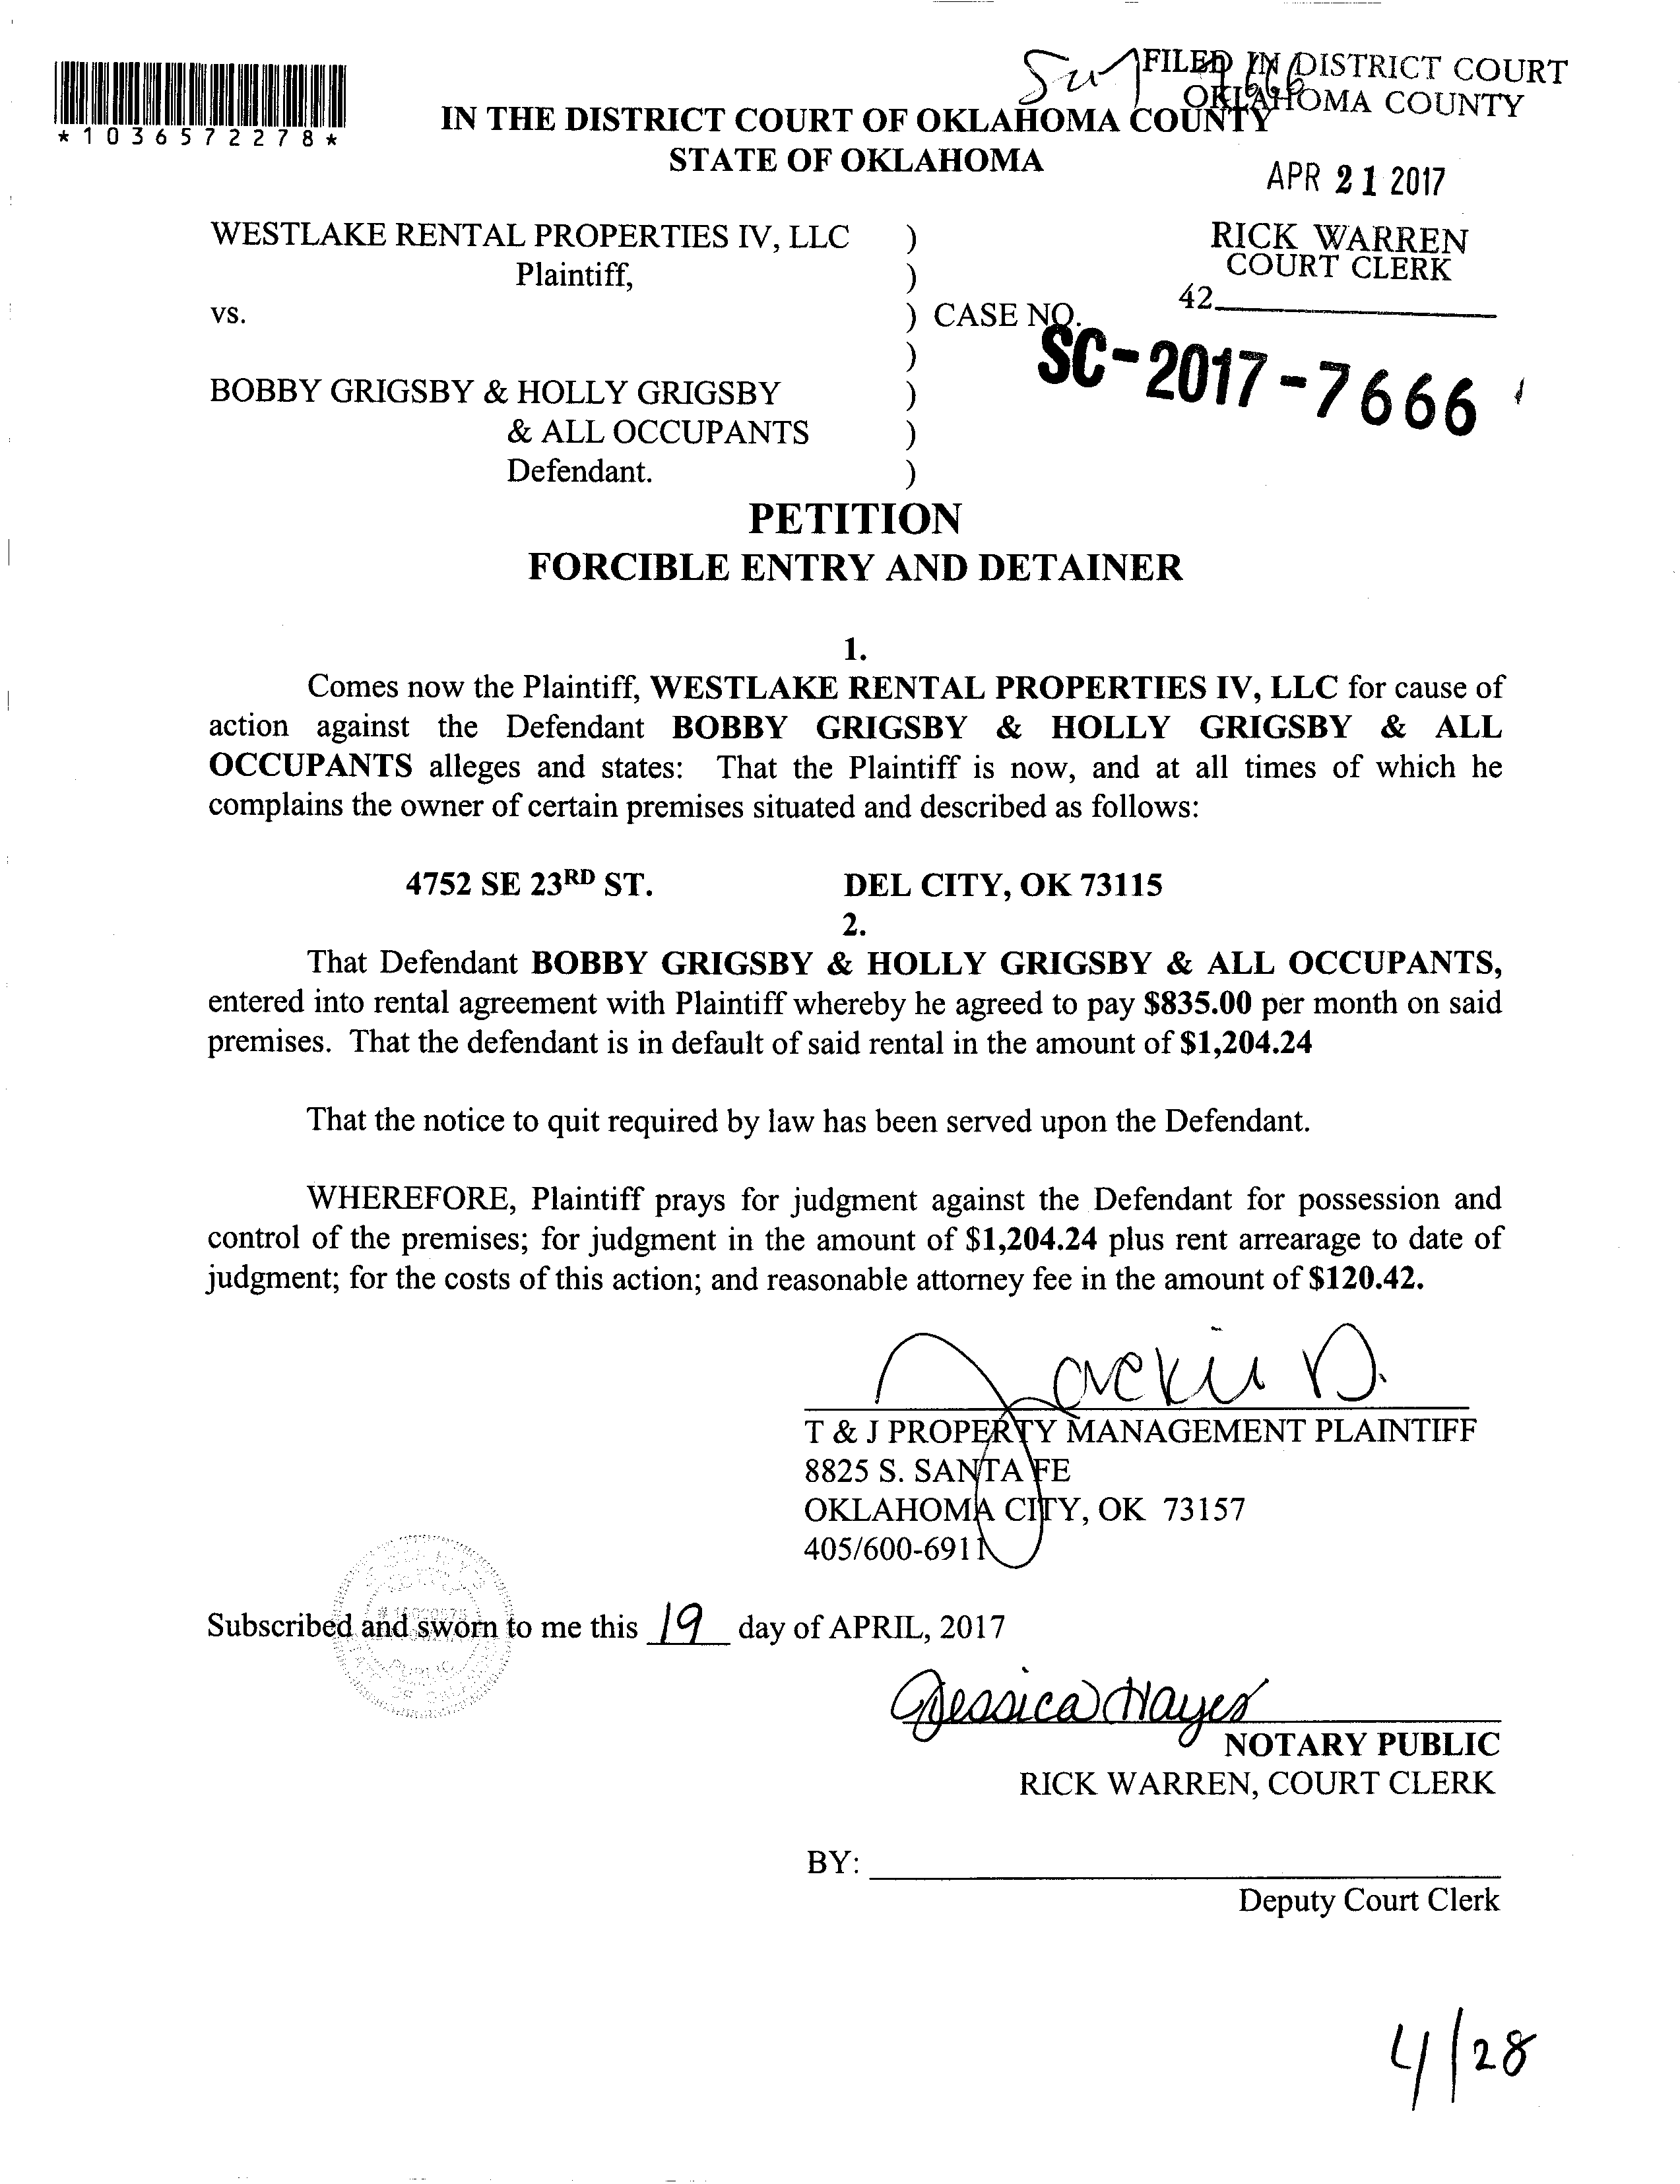 FILED IN DISTRICT COURT
OKLAHOMA COUNTY
*1036572278*
IN THE DISTRICT COURT OF OKLAHOMA COUNTY
STATE OF OKLAHOMA
APR 21 2017
WESTLAKE RENTAL PROPERTIES IV, LLC )
Plaintiff, )
RICK WARREN
COURT CLERK
42
vs. ) CASE NO.
)
SC-2017-7666
BOBBY GRIGSBY & HOLLY GRIGSBY )
& ALL OCCUPANTS )
Defendant. )
PETITION
FORCIBLE ENTRY AND DETAINER
1.
Comes now the Plaintiff, WESTLAKE RENTAL PROPERTIES IV, LLC for cause of
action against the Defendant BOBBY GRIGSBY & HOLLY GRIGSBY & ALL
OCCUPANTS alleges and states: That the Plaintiff is now, and at all times of which he
complains the owner of certain premises situated and described as follows:
4752 SE 23RD ST. DEL CITY, OK 73115
2.
That Defendant BOBBY GRIGSBY & HOLLY GRIGSBY & ALL OCCUPANTS,
entered into rental agreement with Plaintiff whereby he agreed to pay $835.00 per month on said
premises. That the defendant is in default of said rental in the amount of $1,204.24
That the notice to quit required by law has been served upon the Defendant.
WHEREFORE, Plaintiff prays for judgment against the Defendant for possession and
control of the premises; for judgment in the amount of $1,204.24 plus rent arrearage to date of
judgment; for the costs of this action; and reasonable attorney fee in the amount of $120.42.
Jackie D.
T & J PROPERTY MANAGEMENT PLAINTIFF
8825 S. SANTA FE
OKLAHOMA CITY, OK 73157
405/600-6911
Subscribed and sworn to me this 19 day of APRIL, 2017
Jessica Hayes
NOTARY PUBLIC
RICK WARREN, COURT CLERK
BY:
Deputy Court Clerk
4/28